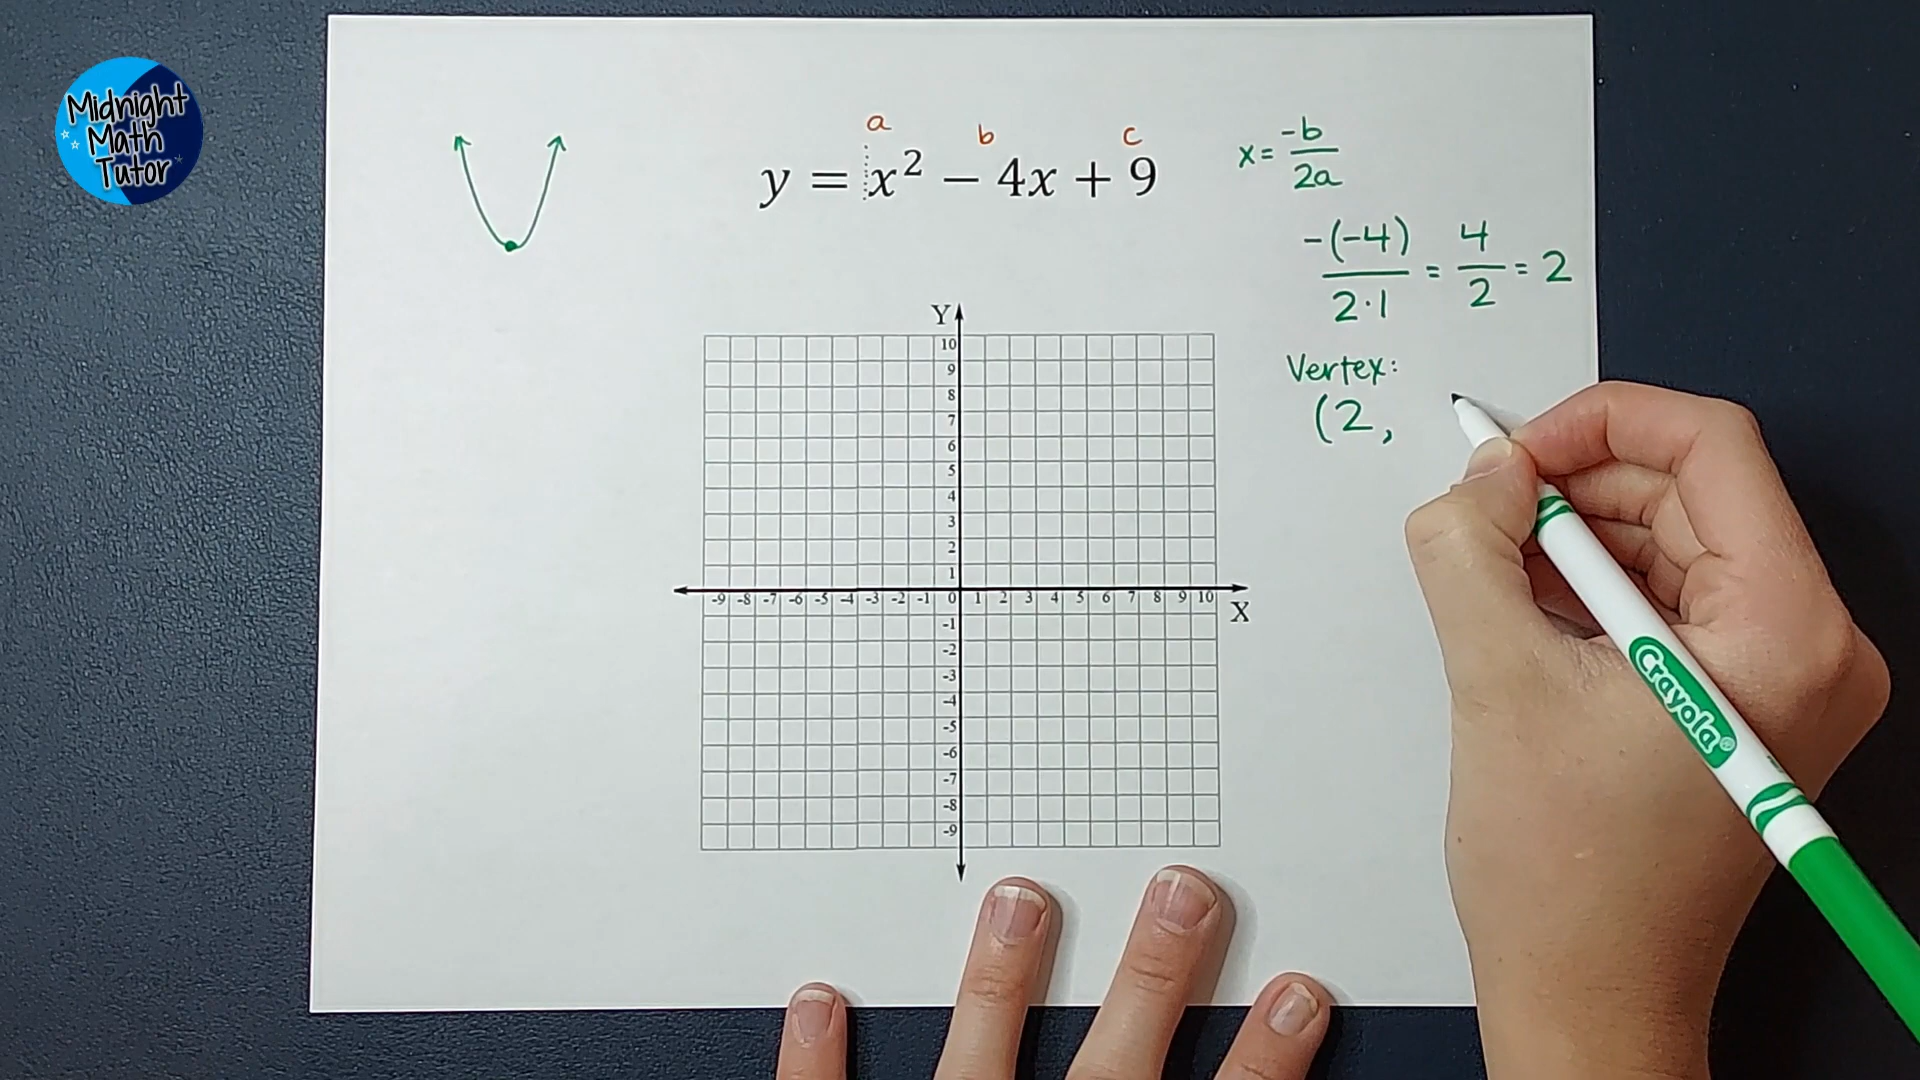 Midnight
Math
Tutor
a b c
y = x² − 4x + 9
x = -b/2a
-(-4)/2·1 = 4/2 = 2
Vertex:
(2,
Y
10
9
8
7
6
5
4
3
2
1
-9 -8 -7 -6 -5 -4 -3 -2 -1 0 1 2 3 4 5 6 7 8 9 10
X
-1
-2
-3
-4
-5
-6
-7
-8
-9
Crayola®